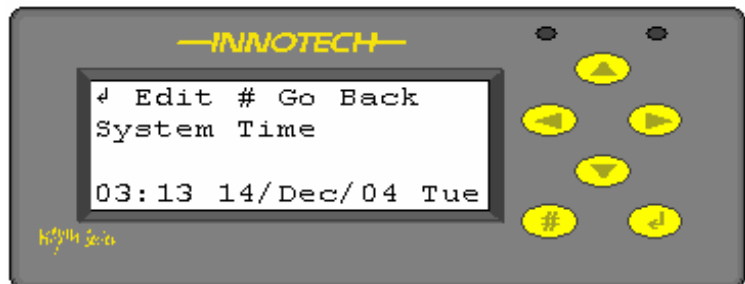 INNOTECH
↲ Edit # Go Back
System Time
03:13 14/Dec/04 Tue
#
↲